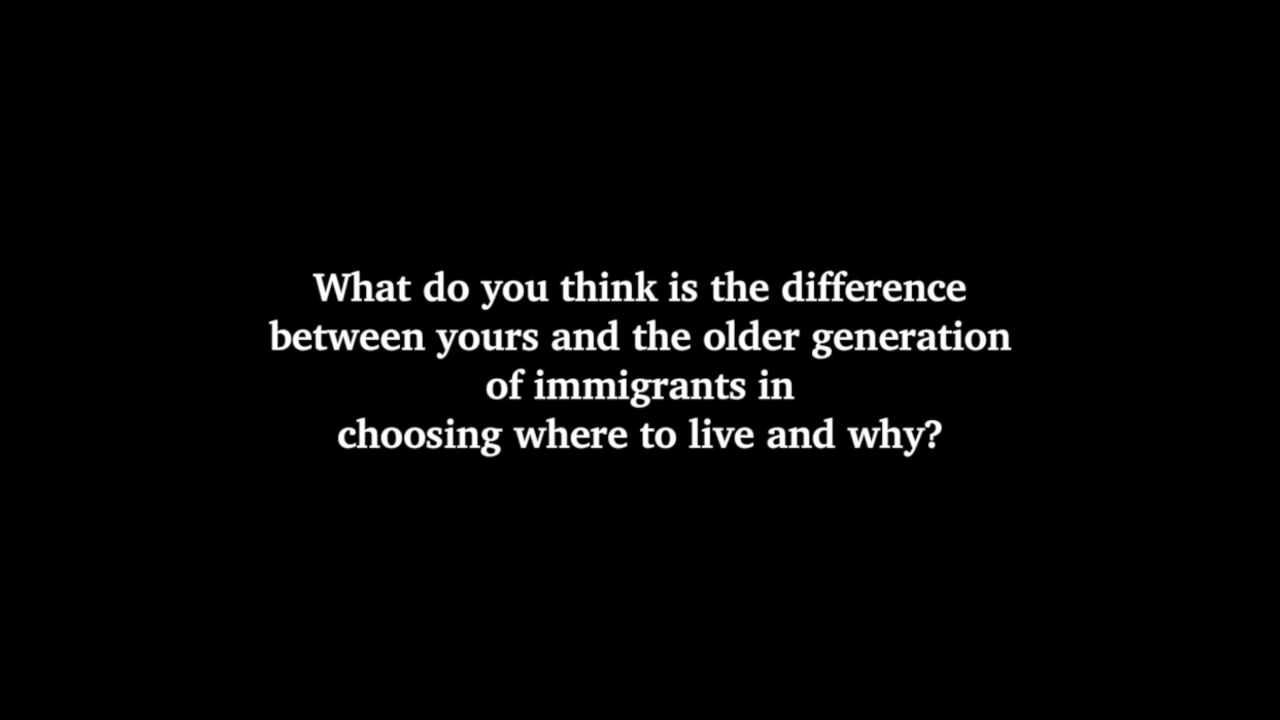 What do you think is the difference
between yours and the older generation
of immigrants in
choosing where to live and why?